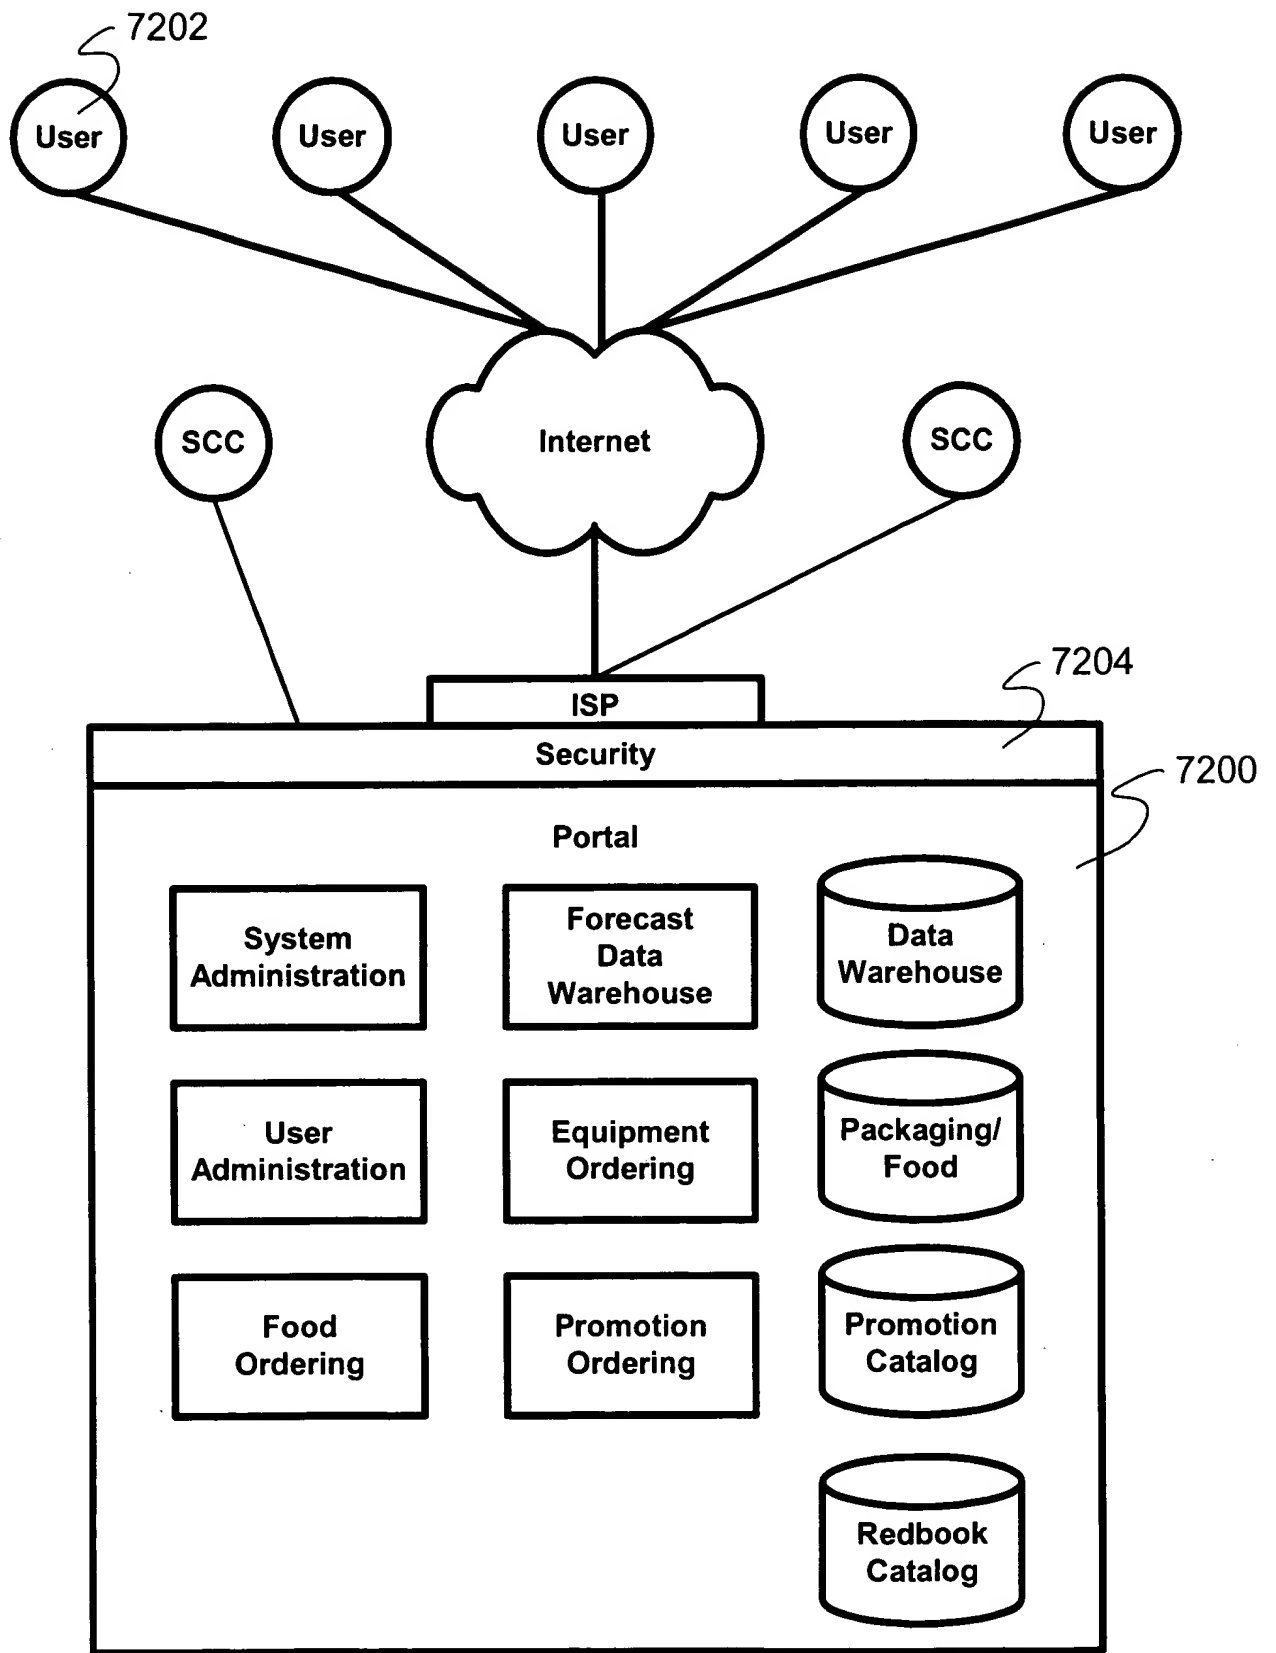 7202
User
User
User
User
User
SCC
Internet
SCC
7204
ISP
Security
7200
Portal
System
Administration
Forecast
Data
Warehouse
Data
Warehouse
User
Administration
Equipment
Ordering
Packaging/
Food
Food
Ordering
Promotion
Ordering
Promotion
Catalog
Redbook
Catalog